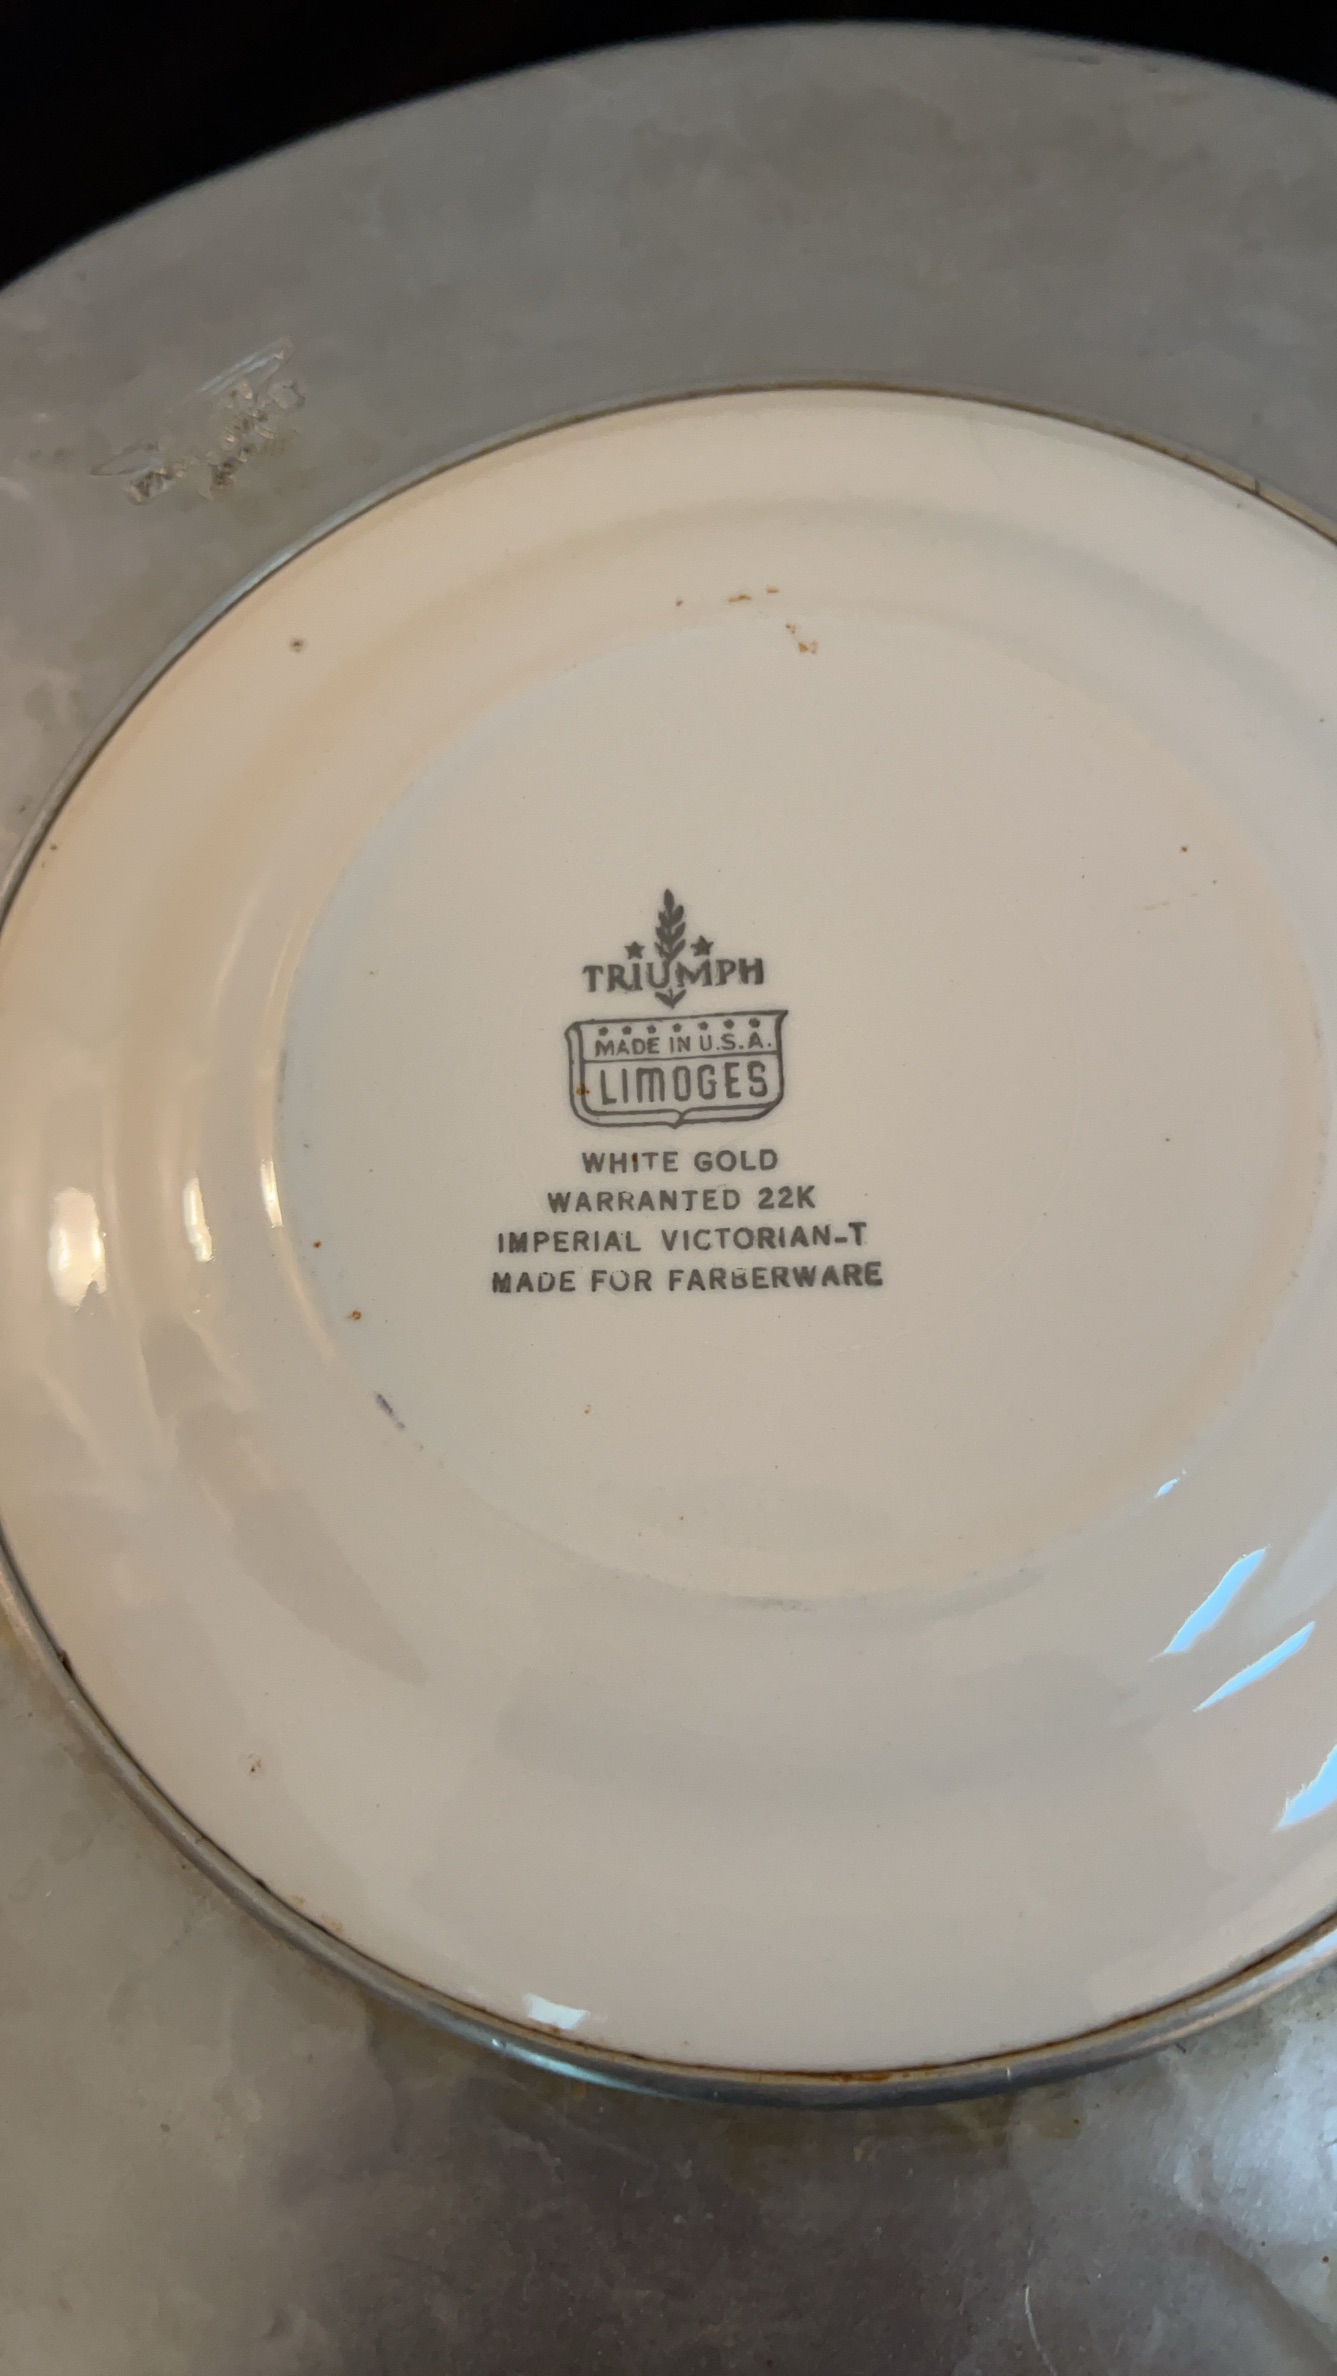 TRIUMPH
MADE IN U.S.A.
LIMOGES
WHITE GOLD
WARRANTED 22K
IMPERIAL VICTORIAN-T
MADE FOR FARBERWARE